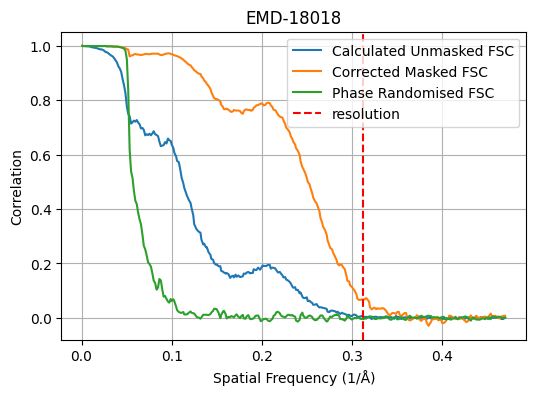 EMD-18018
Calculated Unmasked FSC
Corrected Masked FSC
Phase Randomised FSC
resolution
Correlation
1.0
0.8
0.6
0.4
0.2
0.0
0.0 0.1 0.2 0.3 0.4
Spatial Frequency (1/Å)